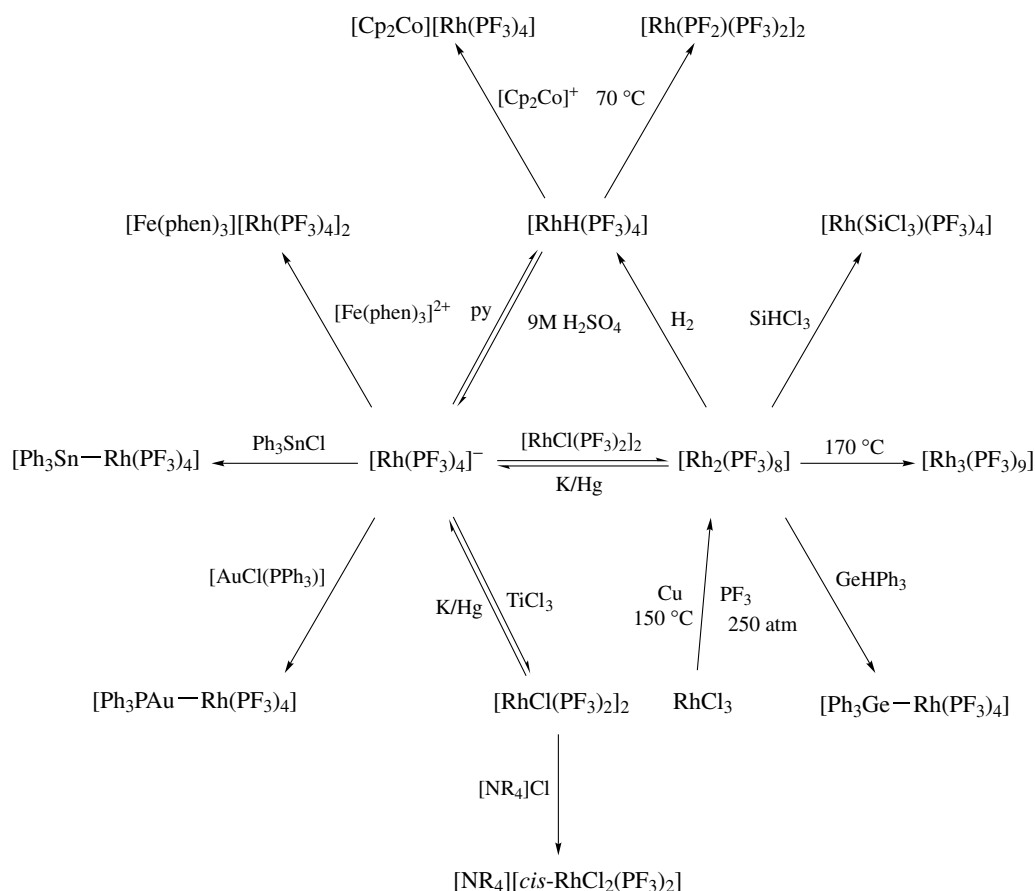 [Cp₂Co][Rh(PF₃)₄] [Rh(PF₂)(PF₃)₂]₂
[Cp₂Co]⁺ 70 °C
[Fe(phen)₃][Rh(PF₃)₄]₂ [RhH(PF₃)₄] [Rh(SiCl₃)(PF₃)₄]
[Fe(phen)₃]²⁺ py 9M H₂SO₄ H₂ SiHCl₃
Ph₃SnCl [RhCl(PF₃)₂]₂ 170 °C
[Ph₃Sn—Rh(PF₃)₄] [Rh(PF₃)₄]⁻ [Rh₂(PF₃)₈] [Rh₃(PF₃)₉]
K/Hg
[AuCl(PPh₃)] GeHPh₃
K/Hg TiCl₃ Cu PF₃
150 °C 250 atm
[Ph₃PAu—Rh(PF₃)₄] [RhCl(PF₃)₂]₂ RhCl₃ [Ph₃Ge—Rh(PF₃)₄]
[NR₄]Cl
[NR₄][cis-RhCl₂(PF₃)₂]